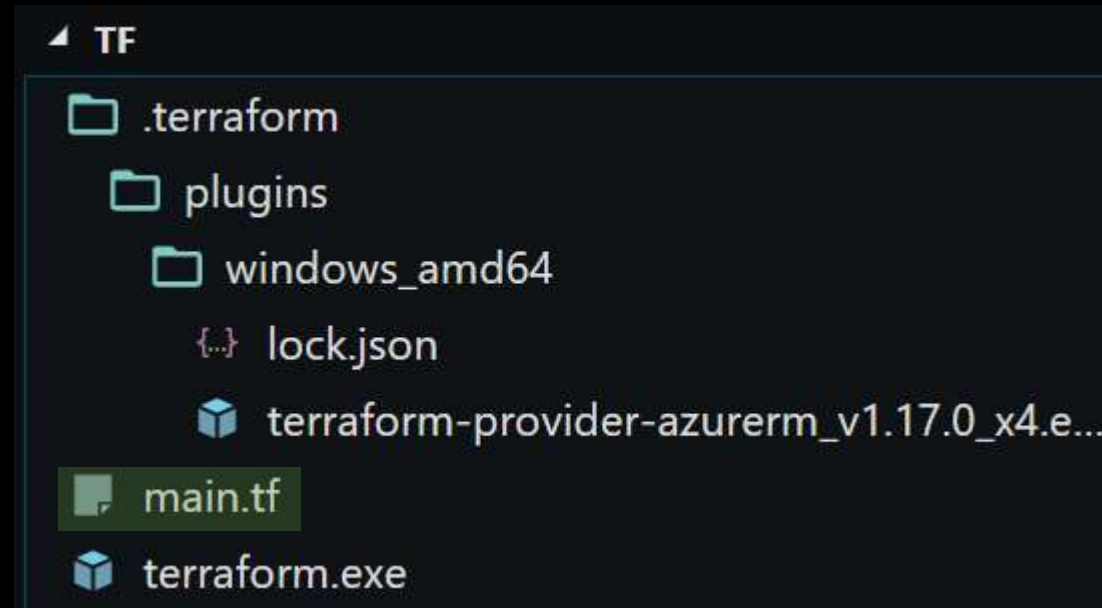 TF
.terraform
plugins
windows_amd64
{...} lock.json
terraform-provider-azurerm_v1.17.0_x4.e...
main.tf
terraform.exe